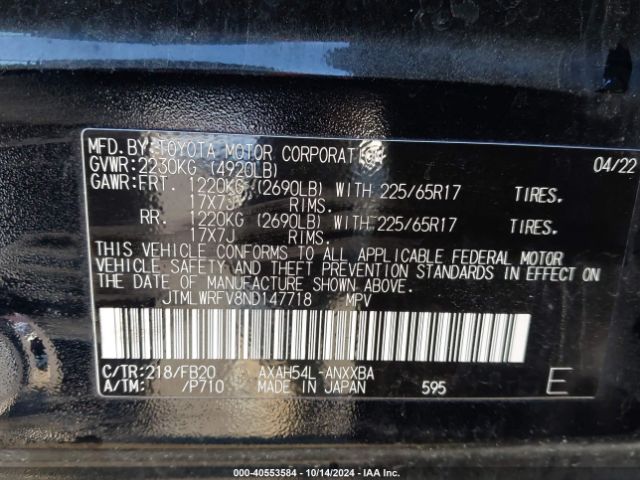 MFD. BY: TOYOTA MOTOR CORPORATION 04/22
GVWR: 2230KG (4920LB)
GAWR: FRT. 1220KG (2690LB) WITH 225/65R17 TIRES.
17X7J RIMS.
RR. 1220KG (2690LB) WITH 225/65R17 TIRES.
17X7J RIMS.
THIS VEHICLE CONFORMS TO ALL APPLICABLE FEDERAL MOTOR
VEHICLE SAFETY AND THEFT PREVENTION STANDARDS IN EFFECT ON
THE DATE OF MANUFACTURE SHOWN ABOVE.
JTMLWRFV8ND147718 MPV
C/TR: 218/FB20 AXAH54L-ANXXBA
A/TM: /P710 MADE IN JAPAN 595 E
000-40553584 - 10/14/2024 - IAA Inc.